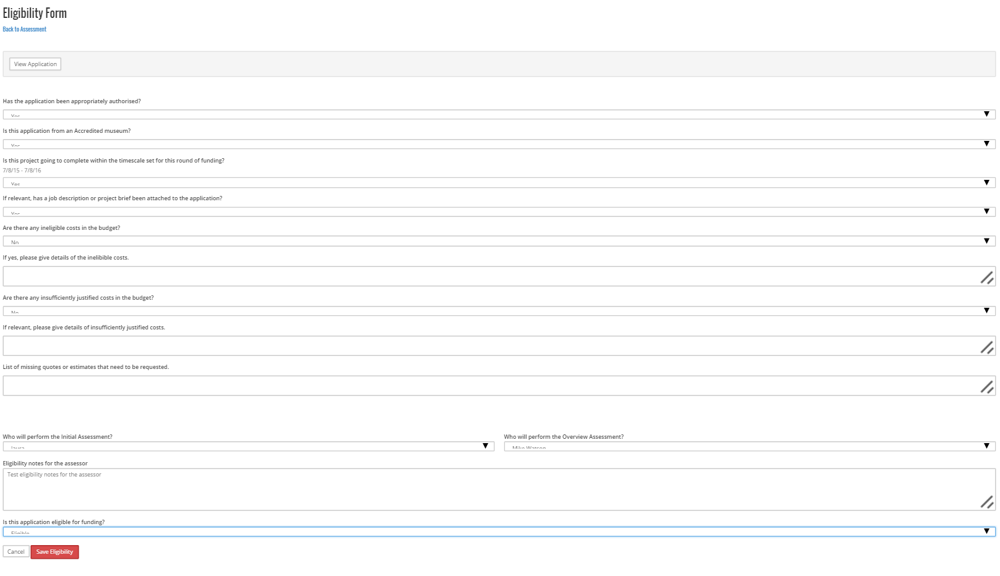 Eligibility Form
Back to Assessment
View Application
Has the application been appropriately authorised?
Yes
Is this application from an Accredited museum?
Yes
Is this project going to complete within the timescale set for this round of funding?
7/8/15 - 7/8/16
Yes
If relevant, has a job description or project brief been attached to the application?
Yes
Are there any ineligible costs in the budget?
No
If yes, please give details of the inelibible costs.
Are there any insufficiently justified costs in the budget?
No
If relevant, please give details of insufficiently justified costs.
List of missing quotes or estimates that need to be requested.
Who will perform the Initial Assessment? Who will perform the Overview Assessment?
Mike Watson
Eligibility notes for the assessor
Test eligibility notes for the assessor
Is this application eligible for funding?
Eligible
Cancel Save Eligibility